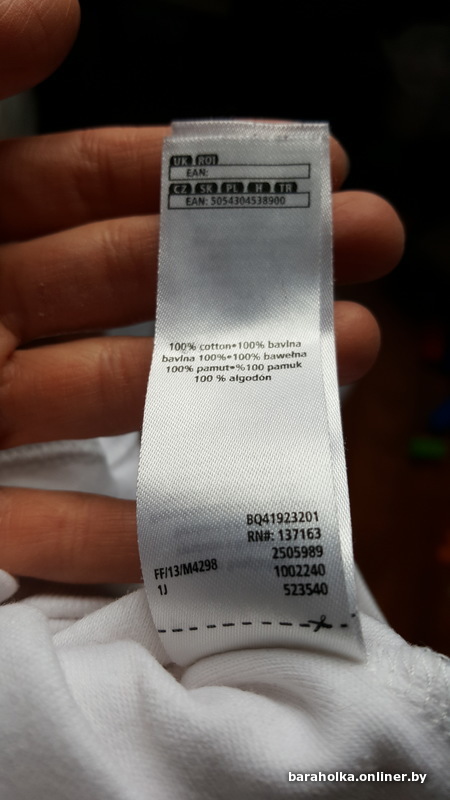 UK ROI
EAN:
CZ SK PL H TR
EAN: 5054304538900
100% cotton•100% bavlna
bavlna 100%•100% bawełna
100% pamut•%100 pamuk
100 % algodón
BQ41923201
RN#: 137163
2505989
FF/13/M4298 1002240
1J 523540
baraholka.onliner.by